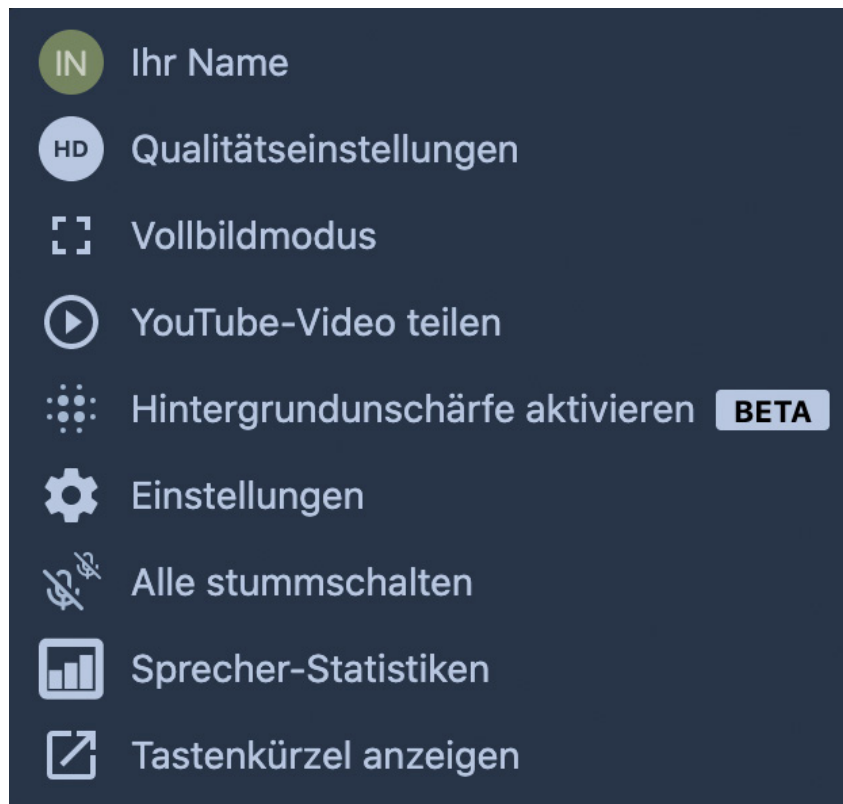 IN Ihr Name
HD Qualitätseinstellungen
Vollbildmodus
YouTube-Video teilen
Hintergrundunschärfe aktivieren BETA
Einstellungen
Alle stummschalten
Sprecher-Statistiken
Tastenkürzel anzeigen